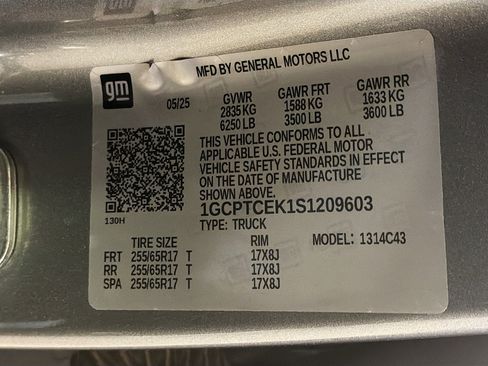 MFD BY GENERAL MOTORS LLC
gm
05/25 GVWR GAWR FRT GAWR RR
2835 KG 1588 KG 1633 KG
6250 LB 3500 LB 3600 LB
THIS VEHICLE CONFORMS TO ALL
APPLICABLE U.S. FEDERAL MOTOR
VEHICLE SAFETY STANDARDS IN EFFECT
ON THE DATE OF MANUFACTURE
SHOWN ABOVE.
1GCPTCEK1S1209603
130H
TYPE: TRUCK
TIRE SIZE RIM MODEL: 1314C43
FRT 255/65R17 T 17X8J
RR 255/65R17 T 17X8J
SPA 255/65R17 T 17X8J